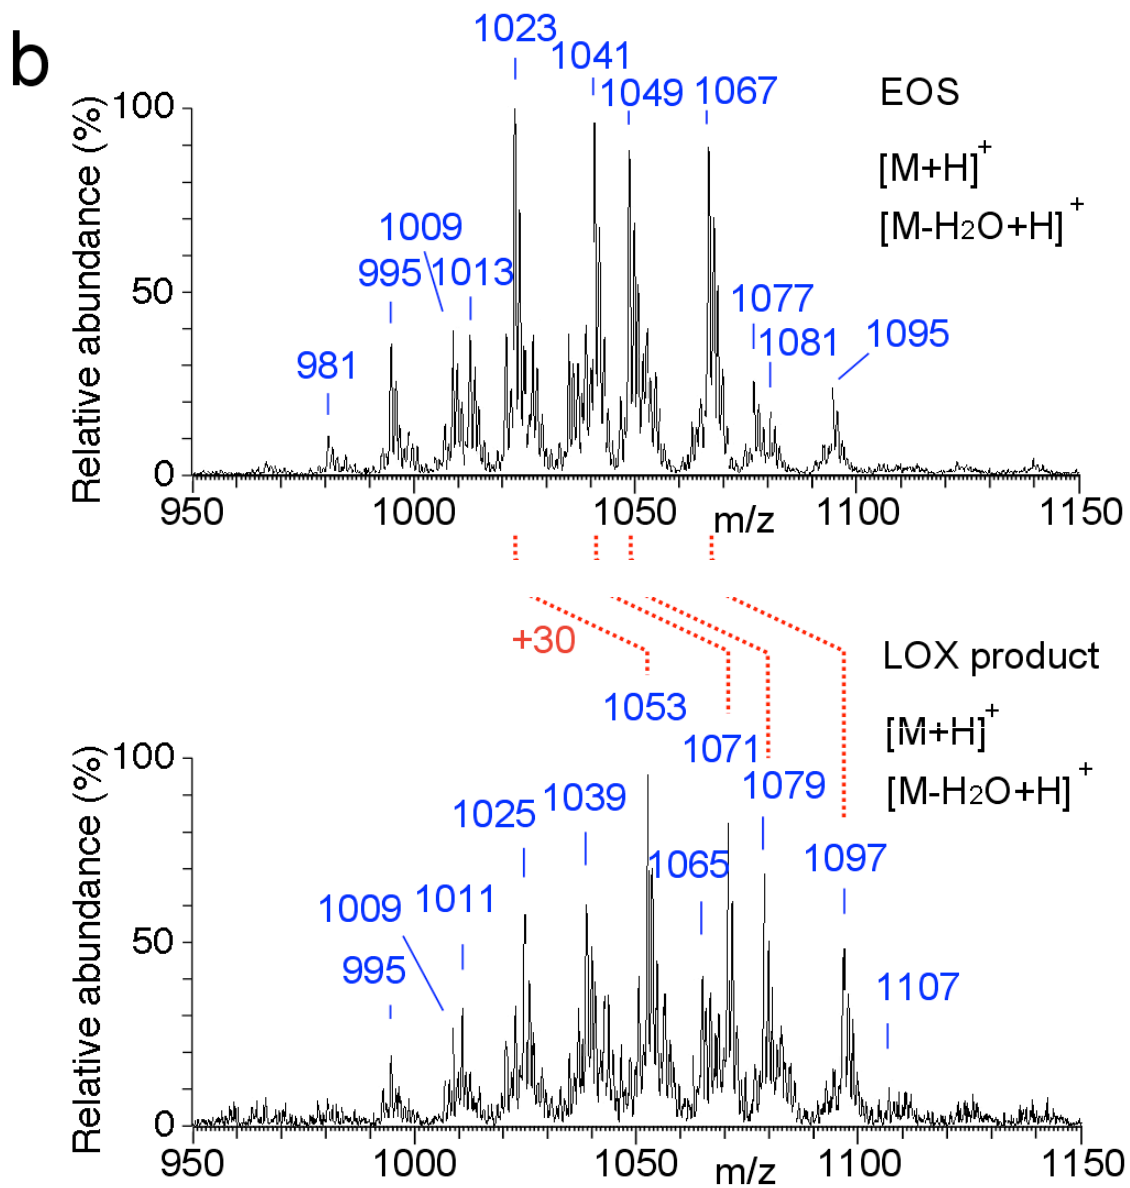 b
1023
1041
1049 1067
EOS
[M+H]+
[M-H2O+H]+
Relative abundance (%)
100
50
0
1009
995 1013
981
1077
1081
1095
950 1000 1050 m/z 1100 1150
+30
LOX product
[M+H]+
[M-H2O+H]+
1053
1071
1079
1097
Relative abundance (%)
100
50
0
1025 1039
1065
1009 1011
995
1107
950 1000 1050 m/z 1100 1150